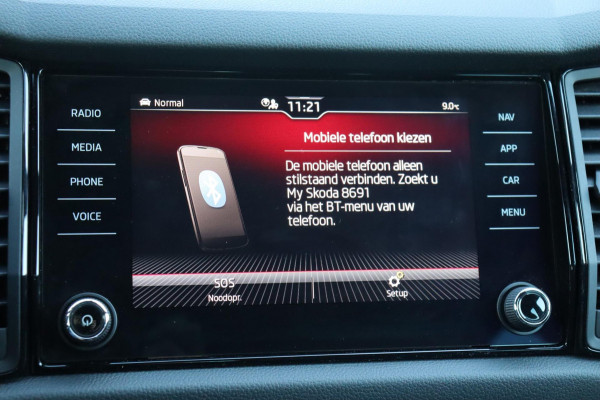 RADIO
MEDIA
PHONE
VOICE
Normal
11:21
9.0°C
Mobiele telefoon kiezen
De mobiele telefoon alleen
stilstaand verbinden. Zoekt u
My Skoda 8691
via het BT-menu van uw
telefoon.
SOS
Noodopr.
Setup
NAV
APP
CAR
MENU